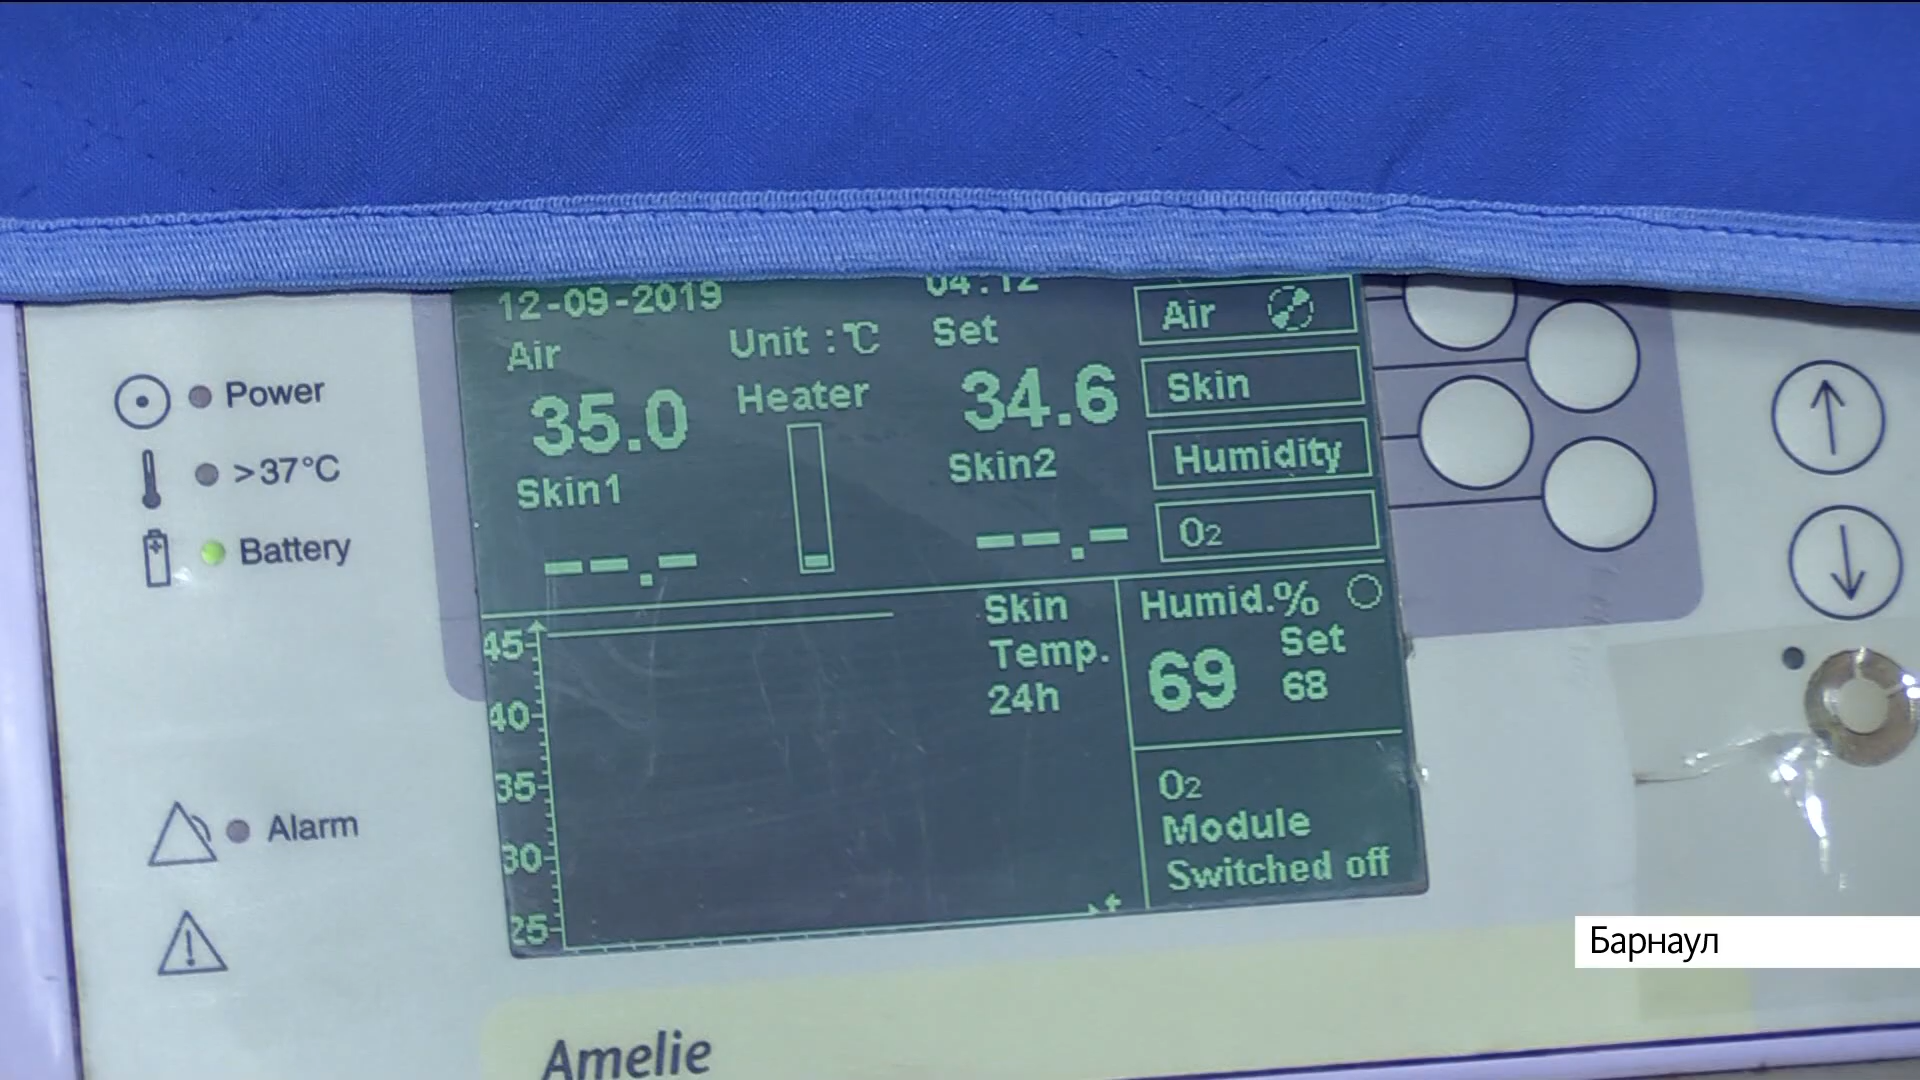 12-09-2019
04:12
Air
Unit :℃
Set
Air
35.0
Heater
34.6
Skin
Skin1
Skin2
Humidity
--.-
--.-
O₂
Power
>37°C
Battery
Alarm
45
40
35
30
25
Skin
Temp.
24h
Humid.%
Set
69
68
O₂
Module
Switched off
Барнаул
Amelie